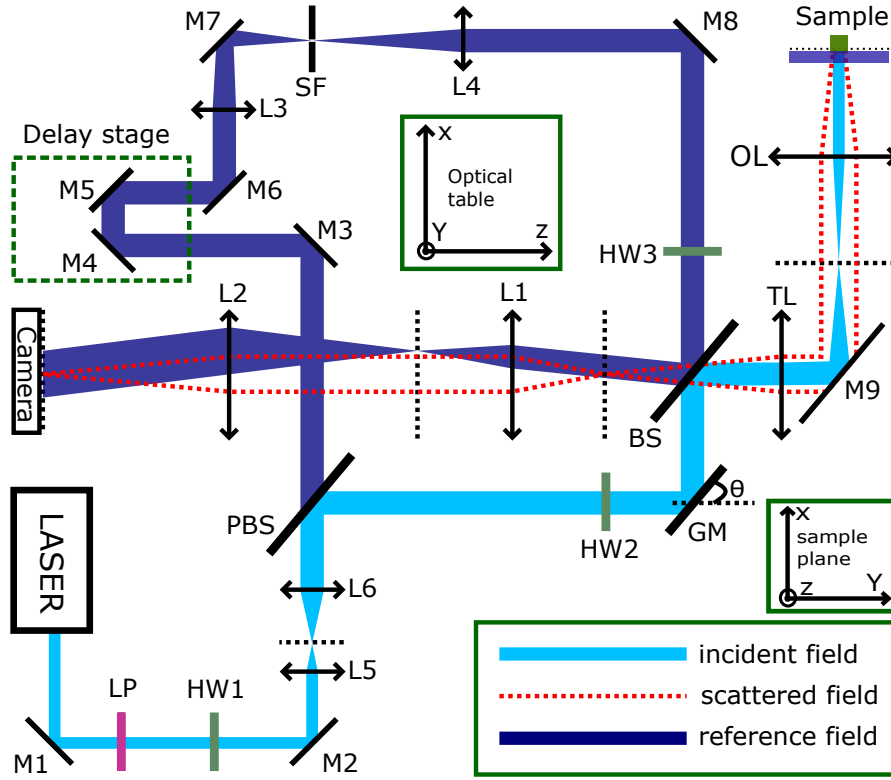 M7
SF
L4
M8
Sample
L3
Delay stage
M5
M6
M4
M3
x
Optical
table
Y
z
OL
HW3
L2
L1
TL
Camera
BS
M9
LASER
PBS
HW2
GM
θ
x
sample
plane
z
Y
L6
L5
LP
HW1
M1
M2
incident field
scattered field
reference field